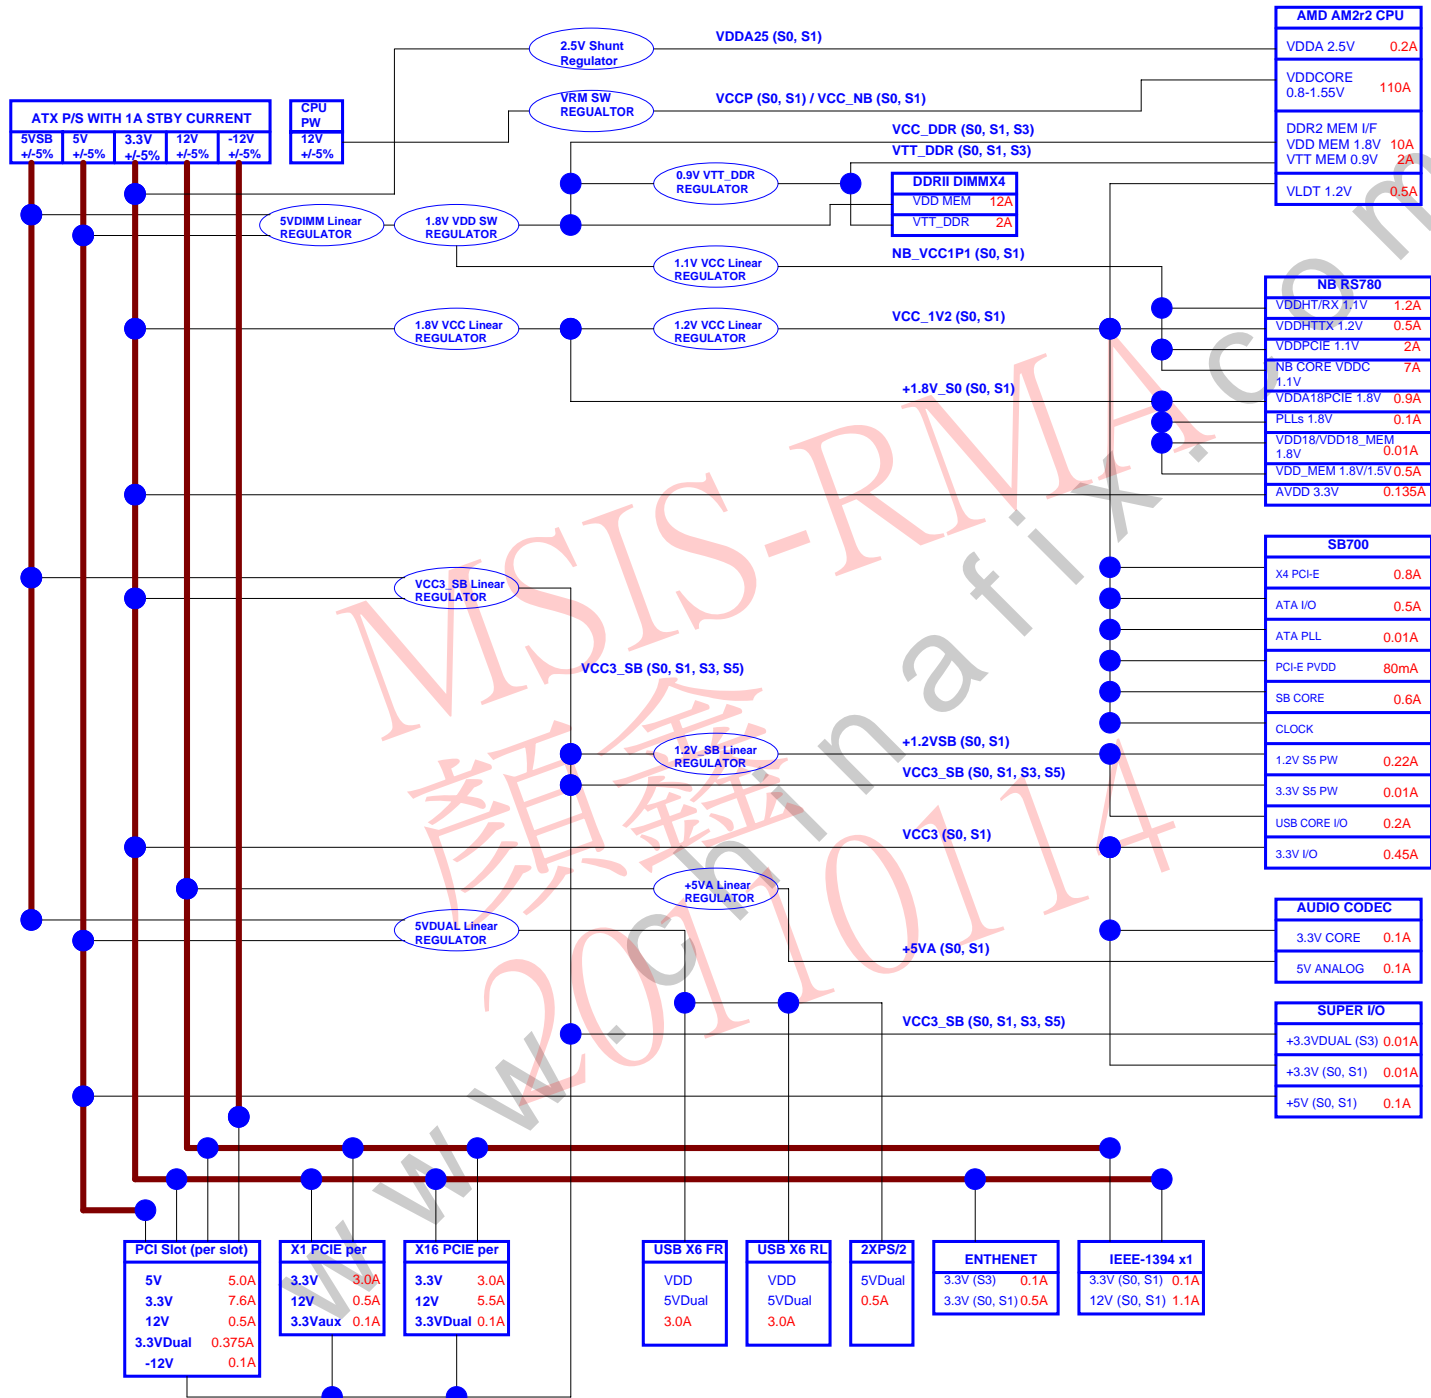 AMD AM2r2 CPU
VDDA 2.5V 0.2A
VDDCORE
0.8-1.55V 110A
DDR2 MEM I/F
VDD MEM 1.8V 10A
VTT MEM 0.9V 2A
VLDT 1.2V 0.5A
2.5V Shunt
Regulator
VDDA25 (S0, S1)
VRM SW
REGUALTOR
VCCP (S0, S1) / VCC_NB (S0, S1)
ATX P/S WITH 1A STBY CURRENT
5VSB
+/-5%
5V
+/-5%
3.3V
+/-5%
12V
+/-5%
-12V
+/-5%
CPU
PW
12V
+/-5%
VCC_DDR (S0, S1, S3)
VTT_DDR (S0, S1, S3)
0.9V VTT_DDR
REGULATOR
DDRII DIMMX4
VDD MEM 12A
VTT_DDR 2A
5VDIMM Linear
REGULATOR
1.8V VDD SW
REGULATOR
1.1V VCC Linear
REGULATOR
NB_VCC1P1 (S0, S1)
1.8V VCC Linear
REGULATOR
1.2V VCC Linear
REGULATOR
VCC_1V2 (S0, S1)
+1.8V_S0 (S0, S1)
NB RS780
VDDHT/RX 1.1V 1.2A
VDDHTTX 1.2V 0.5A
VDDPCIE 1.1V 2A
NB CORE VDDC
1.1V 7A
VDDA18PCIE 1.8V 0.9A
PLLs 1.8V 0.1A
VDD18/VDD18_MEM
1.8V 0.01A
VDD_MEM 1.8V/1.5V 0.5A
AVDD 3.3V 0.135A
SB700
X4 PCI-E 0.8A
ATA I/O 0.5A
ATA PLL 0.01A
PCI-E PVDD 80mA
SB CORE 0.6A
CLOCK
1.2V S5 PW 0.22A
3.3V S5 PW 0.01A
USB CORE I/O 0.2A
3.3V I/O 0.45A
VCC3_SB Linear
REGULATOR
VCC3_SB (S0, S1, S3, S5)
1.2V_SB Linear
REGULATOR
+1.2VSB (S0, S1)
VCC3_SB (S0, S1, S3, S5)
VCC3 (S0, S1)
+5VA Linear
REGULATOR
5VDUAL Linear
REGULATOR
+5VA (S0, S1)
AUDIO CODEC
3.3V CORE 0.1A
5V ANALOG 0.1A
VCC3_SB (S0, S1, S3, S5)
SUPER I/O
+3.3VDUAL (S3) 0.01A
+3.3V (S0, S1) 0.01A
+5V (S0, S1) 0.1A
PCI Slot (per slot)
5V 5.0A
3.3V 7.6A
12V 0.5A
3.3VDual 0.375A
-12V 0.1A
X1 PCIE per
3.3V 3.0A
12V 0.5A
3.3Vaux 0.1A
X16 PCIE per
3.3V 3.0A
12V 5.5A
3.3VDual 0.1A
USB X6 FR
VDD
5VDual
3.0A
USB X6 RL
VDD
5VDual
3.0A
2XPS/2
5VDual
0.5A
ENTHENET
3.3V (S3) 0.1A
3.3V (S0, S1) 0.5A
IEEE-1394 x1
3.3V (S0, S1) 0.1A
12V (S0, S1) 1.1A
MSIS-RMA
顏鑫
20110114
www.chinafix.com